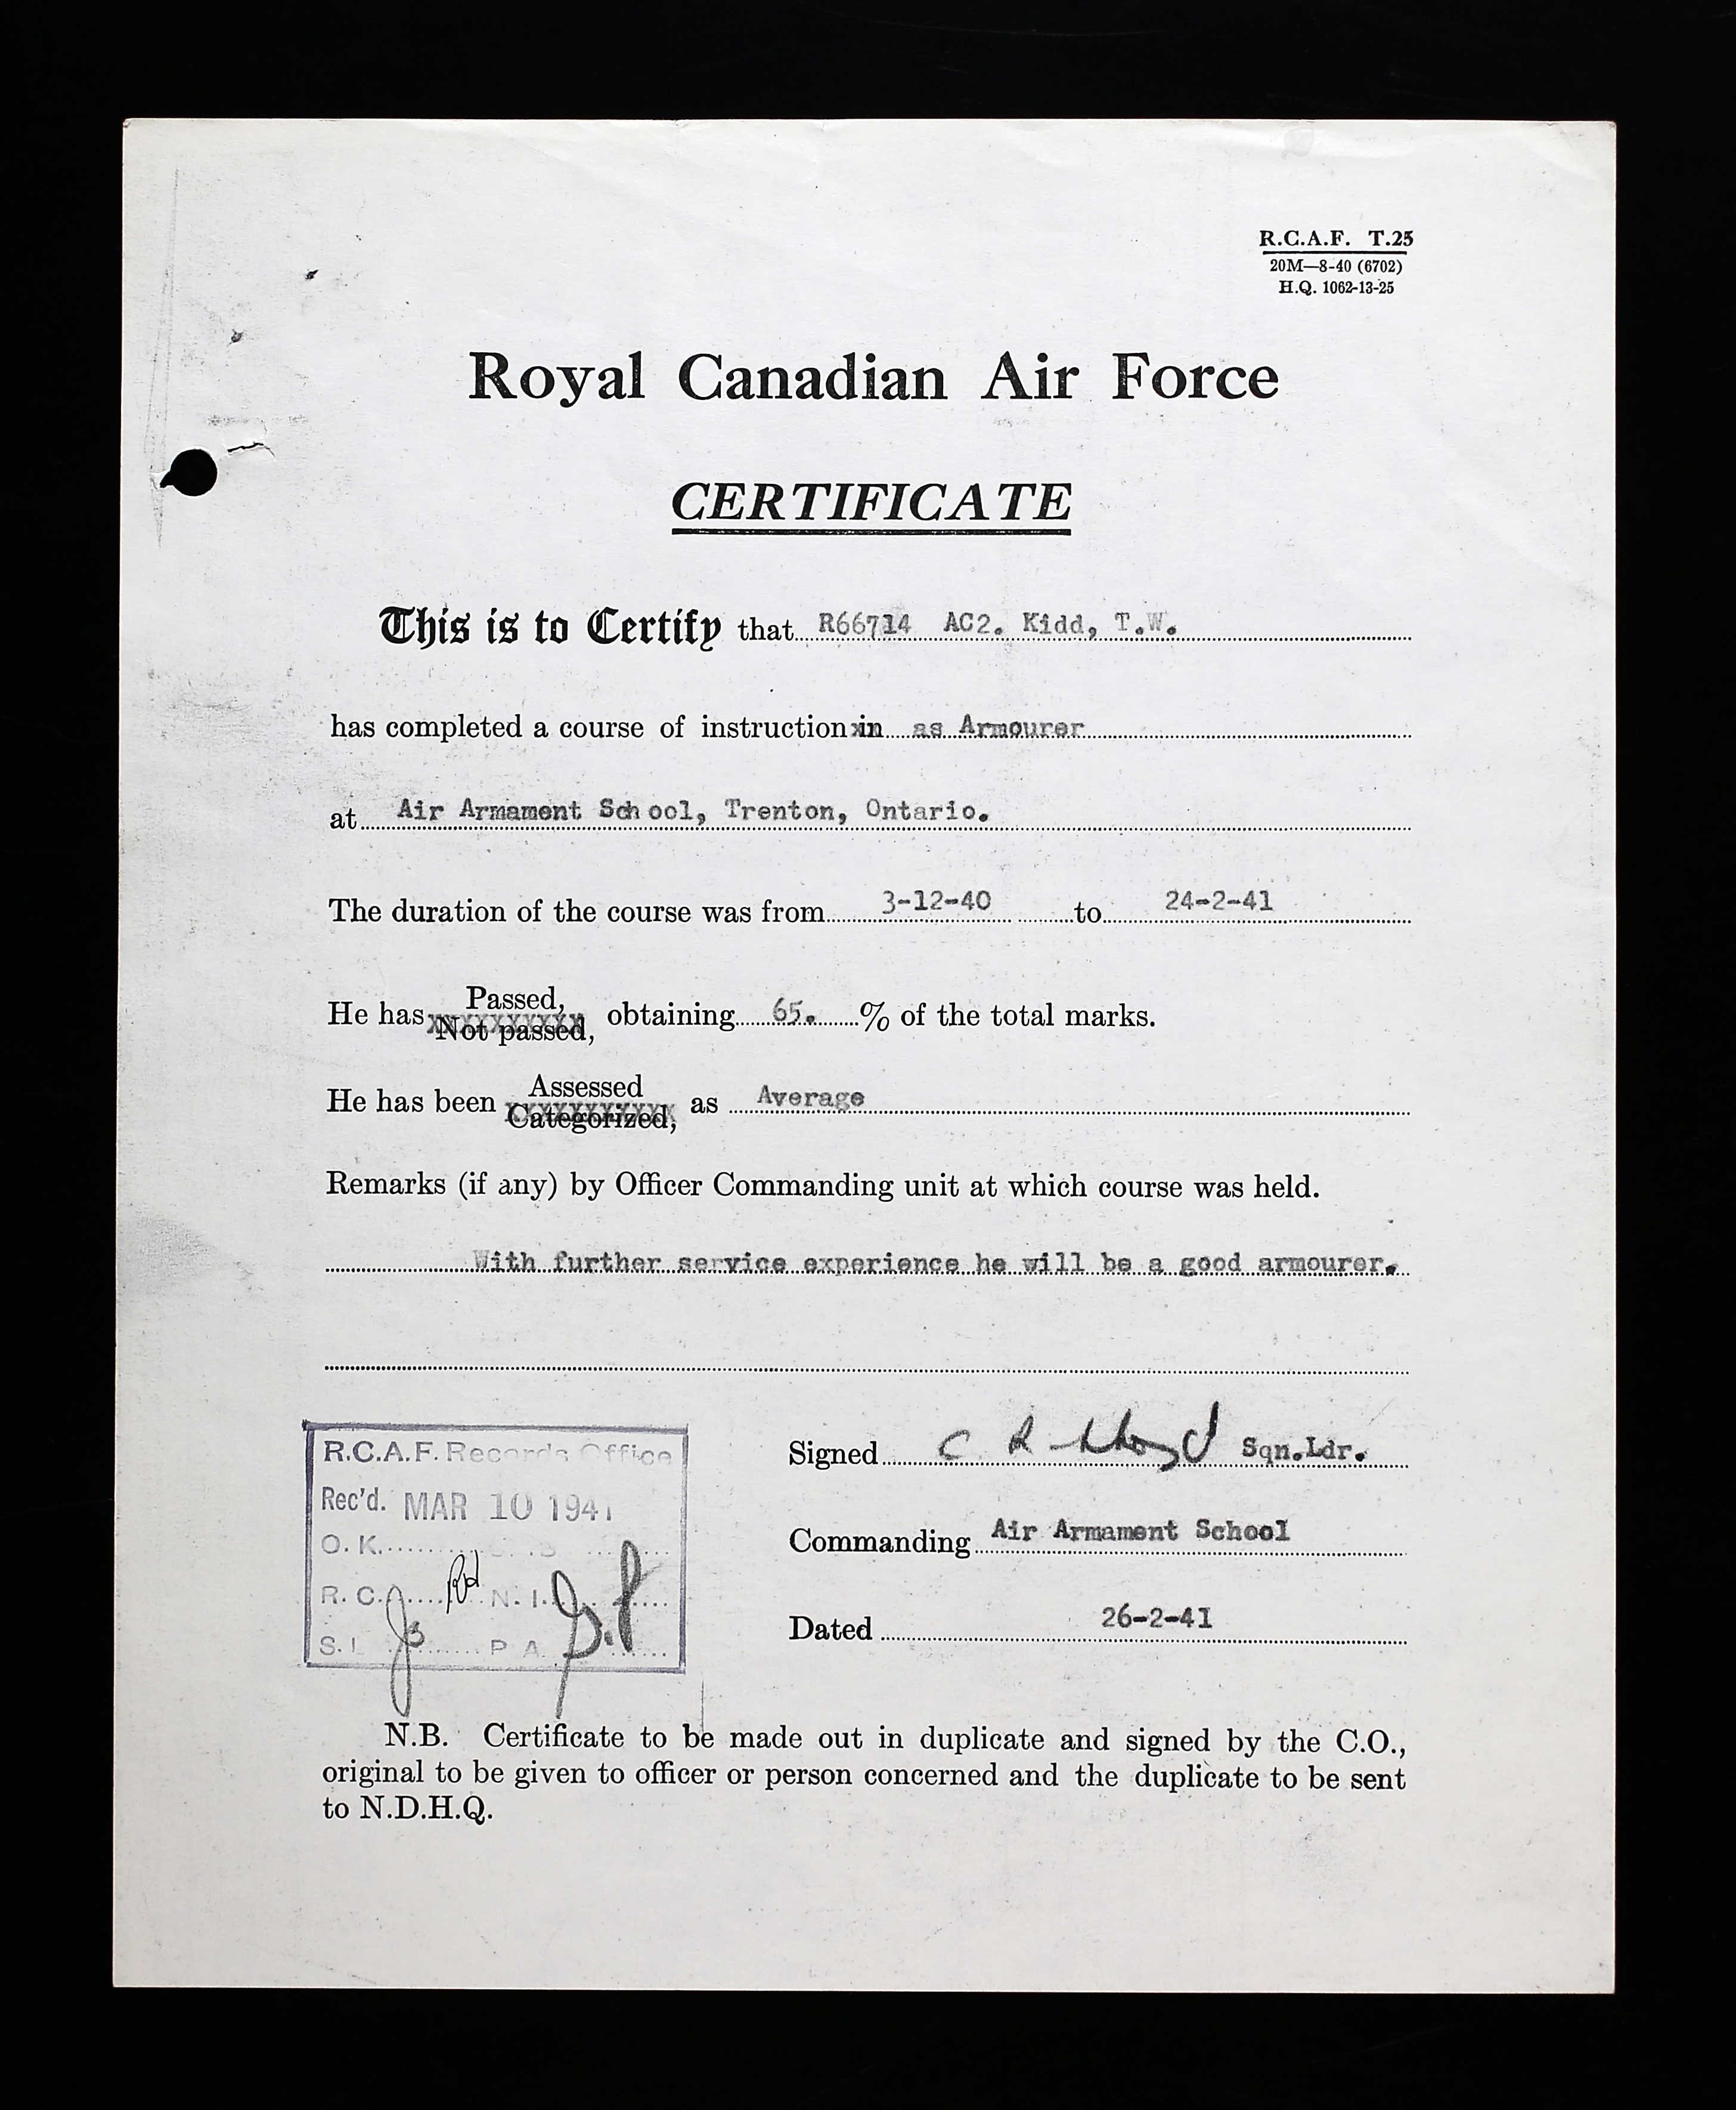 R.C.A.F. T.25
20M—8-40 (6702)
H.Q. 1062-13-25
Royal Canadian Air Force
CERTIFICATE
This is to Certify that R66714 AC2. Kidd, T.W.
has completed a course of instruction in as Armourer
at Air Armament School, Trenton, Ontario.
The duration of the course was from 3-12-40 to 24-2-41
Passed,
He has Not passed, obtaining 65. % of the total marks.
Assessed
He has been Categorized, as Average
Remarks (if any) by Officer Commanding unit at which course was held.
With further service experience he will be a good armourer.
Signed C R Sqn.Ldr.
Commanding Air Armament School
Dated 26-2-41
R.C.A.F. Records Office
Rec'd. MAR 10 1941
O.K.
R.C. N.I.
S.L. P.A.
N.B. Certificate to be made out in duplicate and signed by the C.O.,
original to be given to officer or person concerned and the duplicate to be sent
to N.D.H.Q.